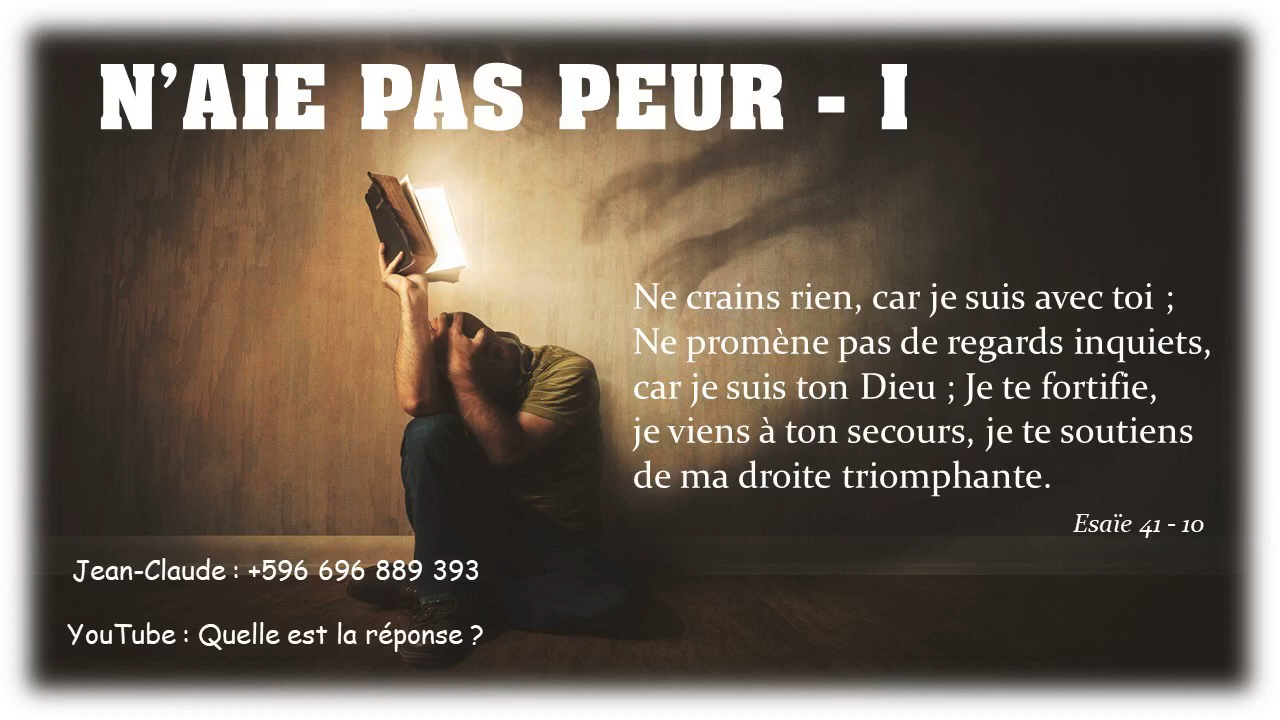 N’AIE PAS PEUR - I
Ne crains rien, car je suis avec toi ;
Ne promène pas de regards inquiets,
car je suis ton Dieu ; Je te fortifie,
je viens à ton secours, je te soutiens
de ma droite triomphante.
Esaïe 41 - 10
Jean-Claude : +596 696 889 393
YouTube : Quelle est la réponse ?